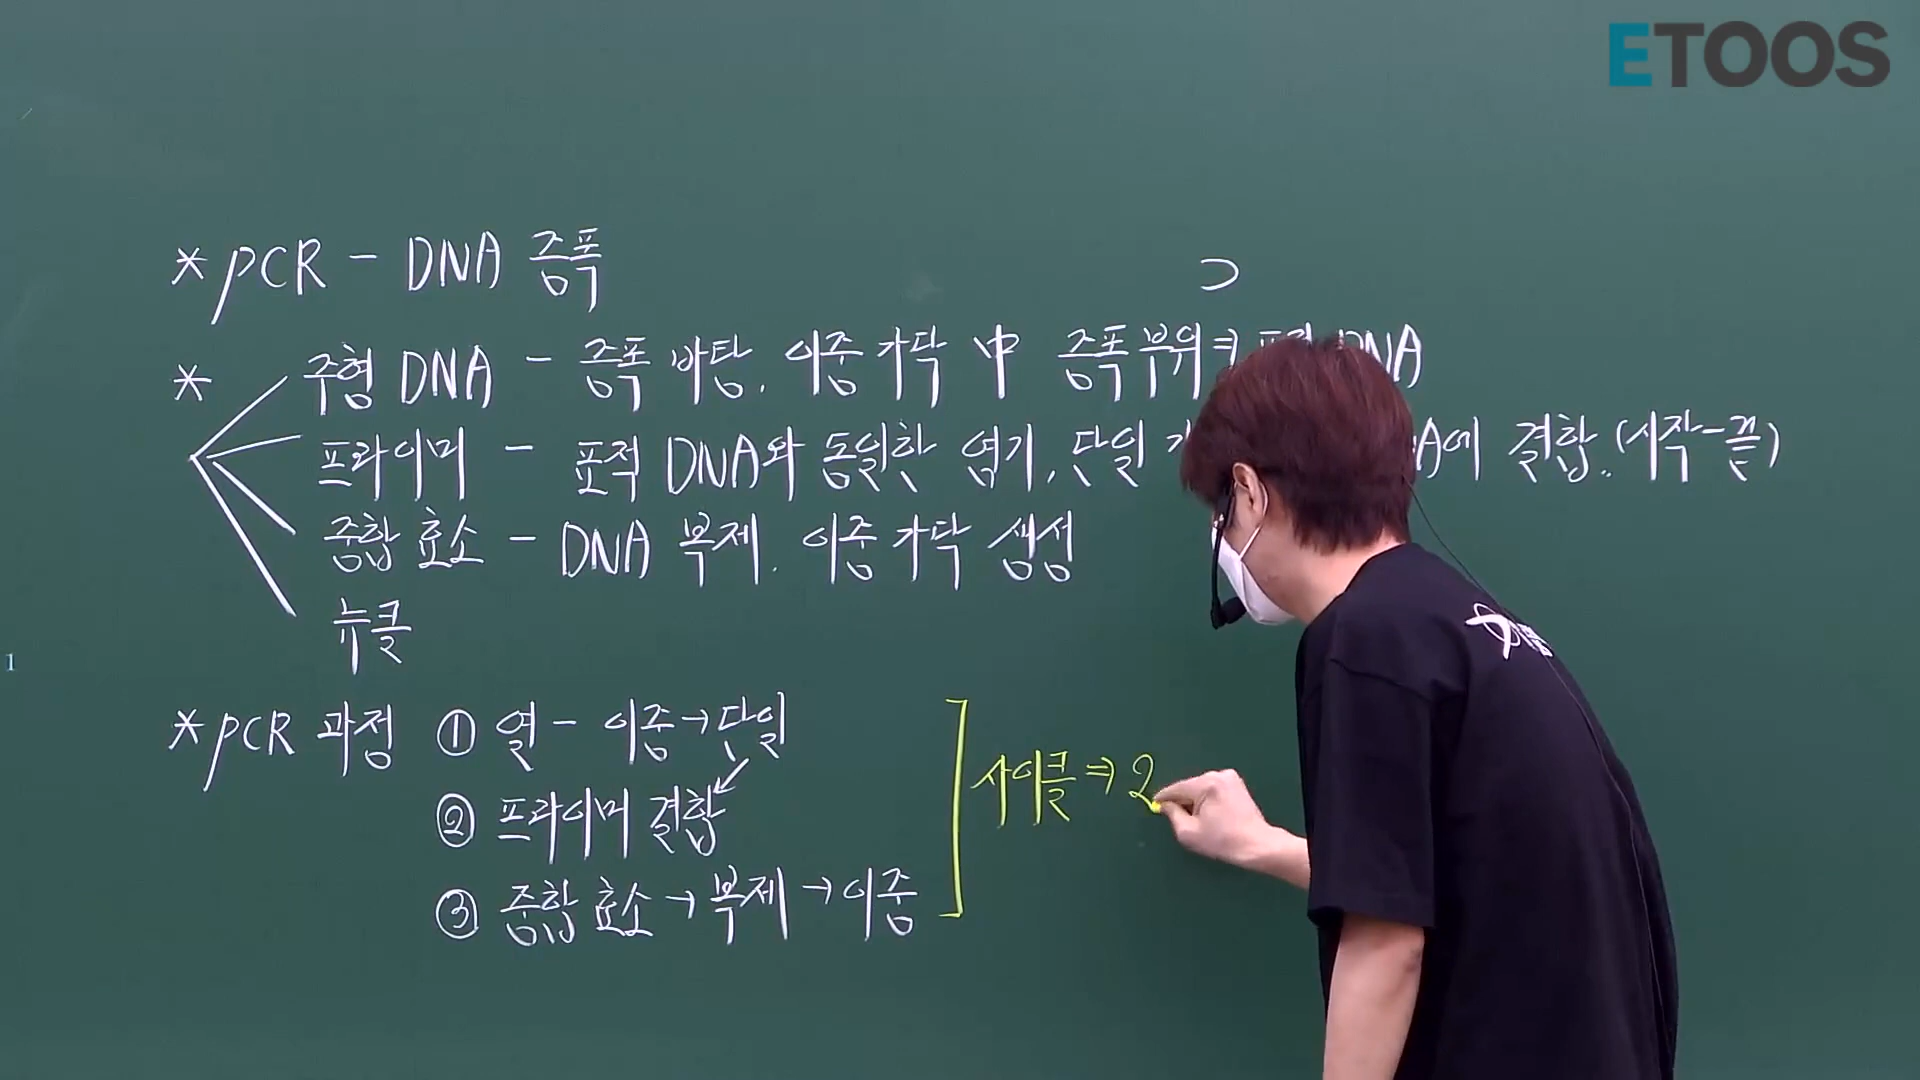 ETOOS
* PCR - DNA 증폭
* 주형 DNA - 증폭 바탕. 이중 가닥 中 증폭 부위 ⇒ 표적 DNA
프라이머 - 표적 DNA와 동일한 염기, 단일 가 A에 결합. (시작-끝)
중합 효소 - DNA 복제. 이중 가닥 생성
뉴클
* PCR 과정 ① 열 - 이중 → 단일
② 프라이머 결합
③ 중합 효소 → 복제 → 이중
사이클 ⇒ 2
1